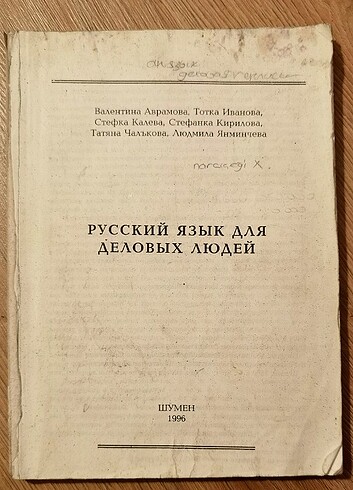 Валентина Аврамова, Тотка Иванова,
Стефка Калева, Стефанка Кирилова,
Татяна Чалъкова, Людмила Янминчева
РУССКИЙ ЯЗЫК ДЛЯ
ДЕЛОВЫХ ЛЮДЕЙ
ШУМЕН
1996